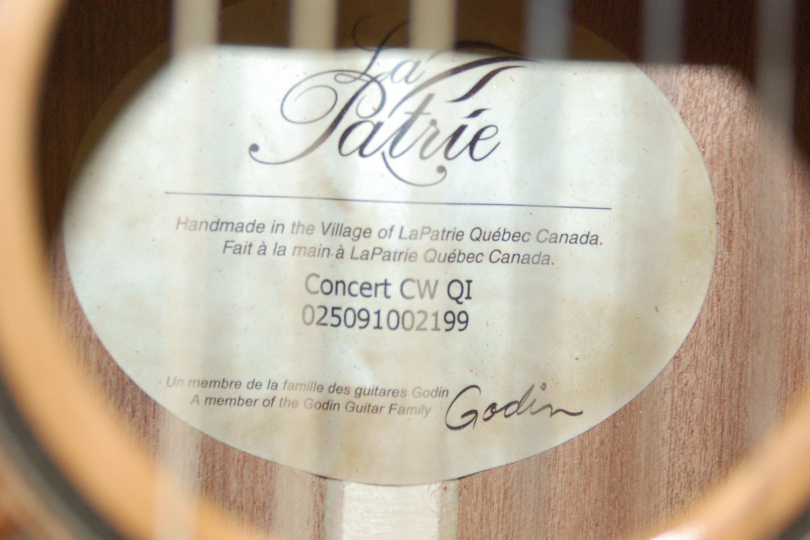 La
Patrie
Handmade in the Village of LaPatrie Québec Canada.
Fait à la main à LaPatrie Québec Canada.
Concert CW QI
025091002199
Un membre de la famille des guitares Godin
A member of the Godin Guitar Family
Godin